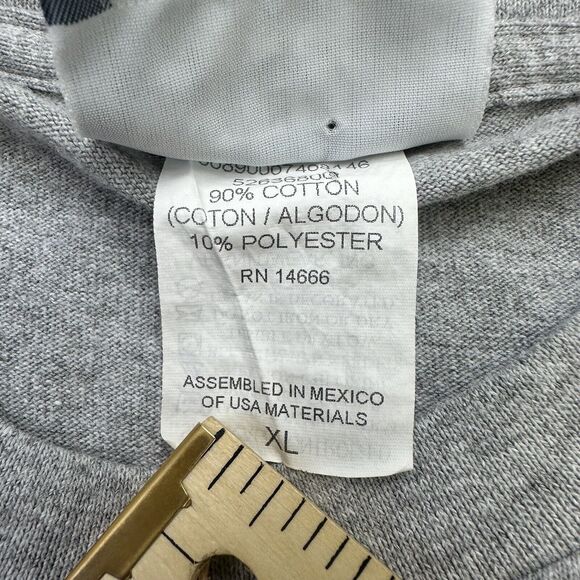 90% COTTON
(COTON / ALGODON)
10% POLYESTER
RN 14666
ASSEMBLED IN MEXICO
OF USA MATERIALS
XL